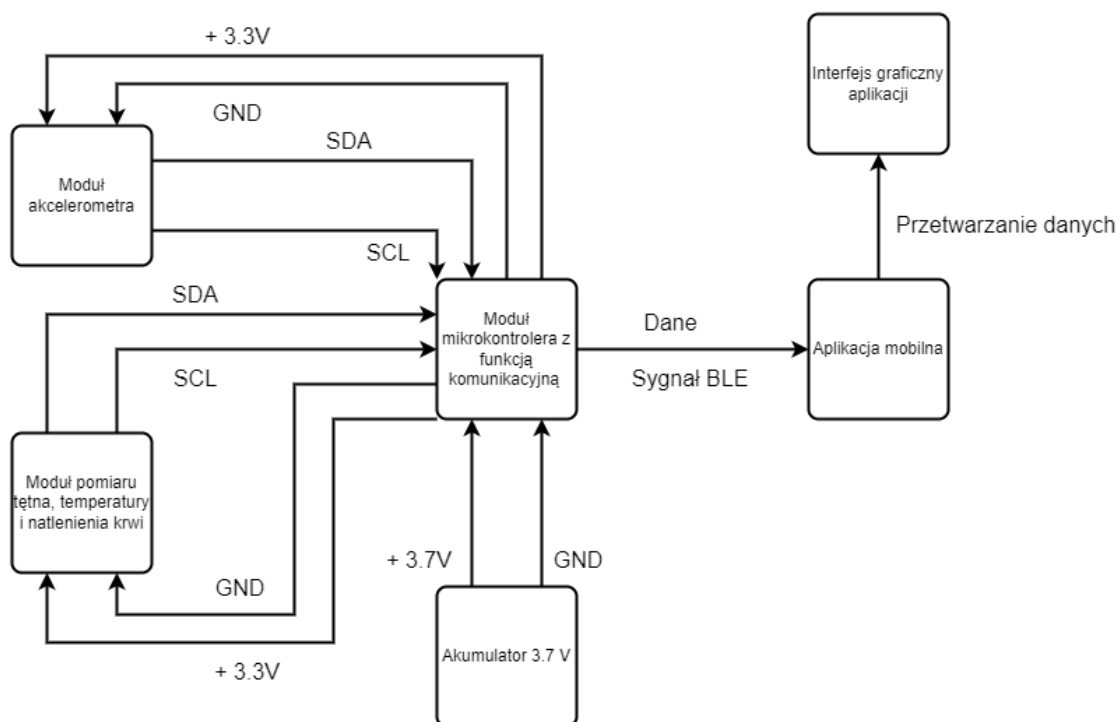 + 3.3V
GND
SDA
Moduł
akcelerometra
SCL
SDA
SCL
Moduł
mikrokontrolera z
funkcją
komunikacyjną
Dane
Sygnał BLE
Interfejs graficzny
aplikacji
Przetwarzanie danych
Aplikacja mobilna
Moduł pomiaru
tętna, temperatury
i natlenienia krwi
GND
+ 3.3V
+ 3.7V
GND
Akumulator 3.7 V